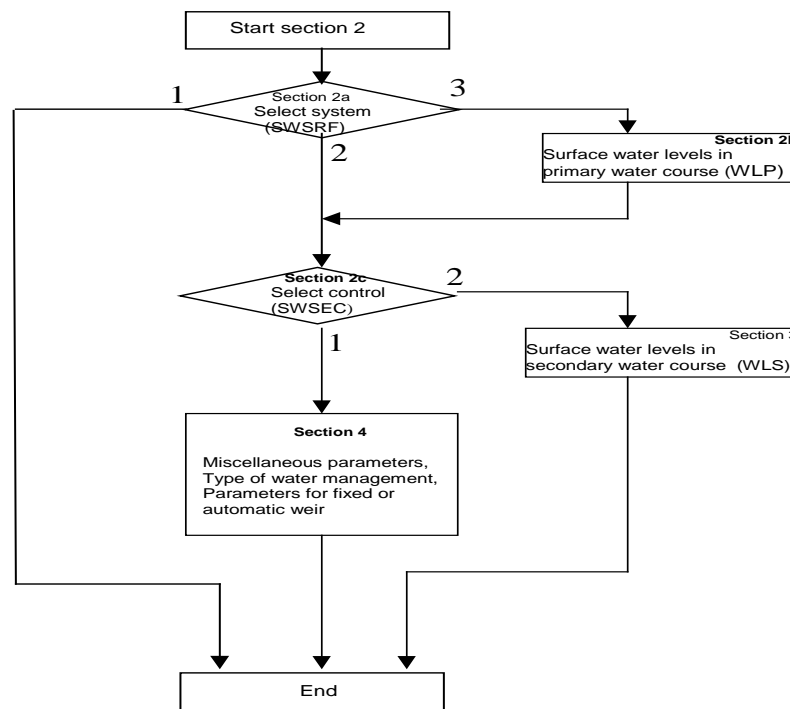 Start section 2
1
Section 2a
Select system
(SWSRF)
3
2
Surface water levels in
primary water course (WLP)
Section 2c
Select control
(SWSEC)
2
1
Section
Surface water levels in
secondary water course (WLS)
Section 4
Miscellaneous parameters,
Type of water management,
Parameters for fixed or
automatic weir
End